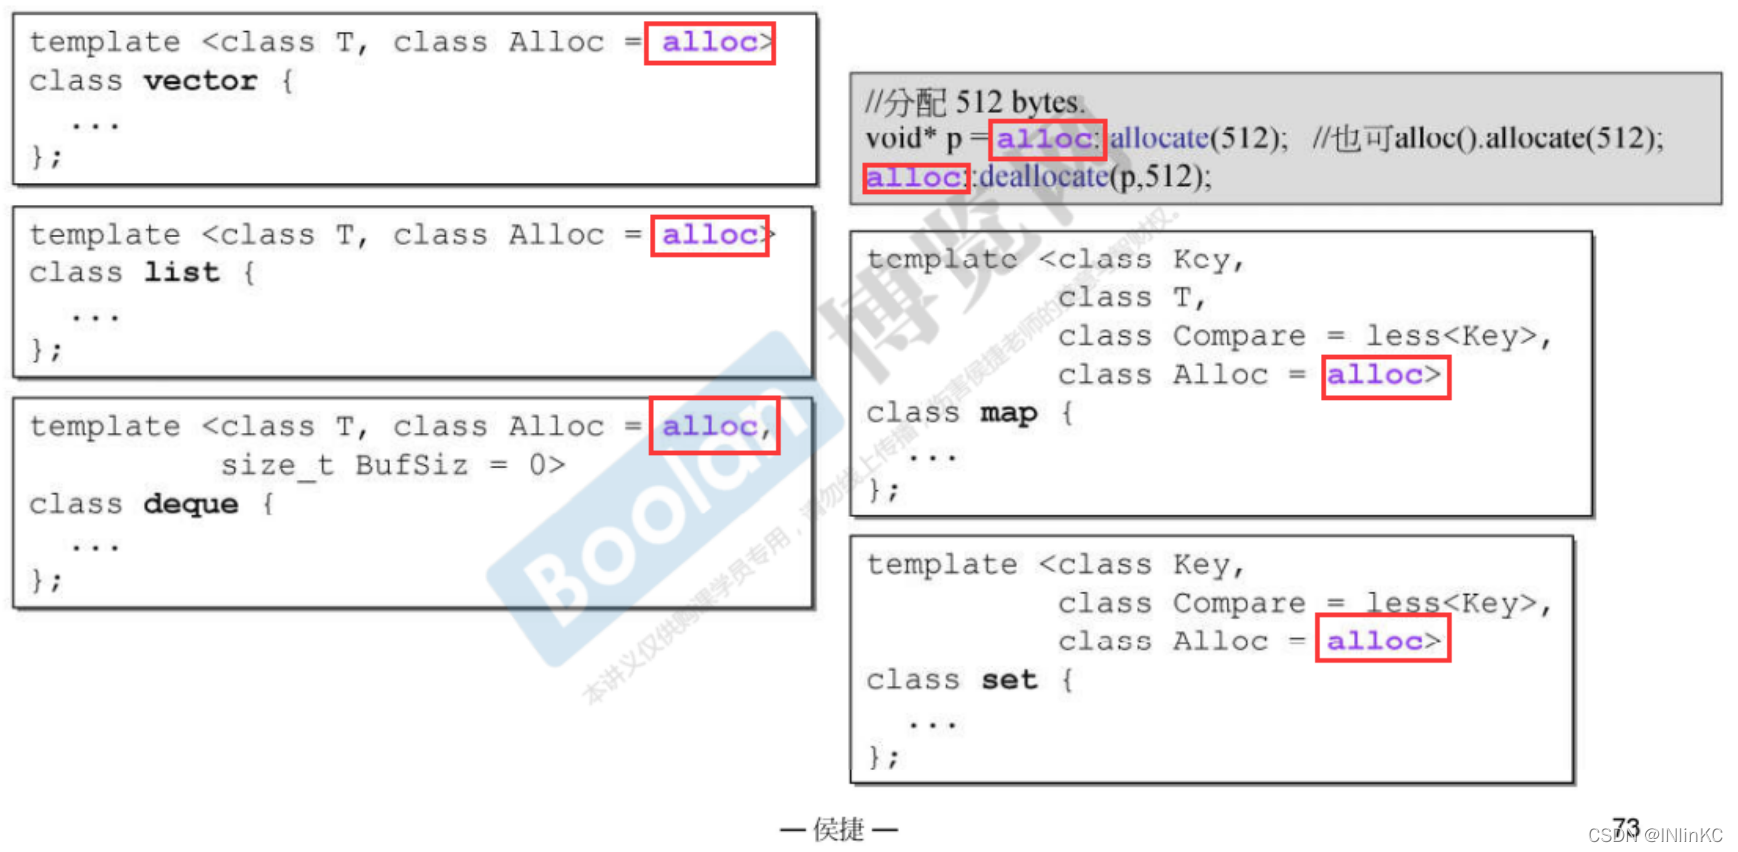 template <class T, class Alloc = alloc>
class vector {
  ...
};
template <class T, class Alloc = alloc>
class list {
  ...
};
template <class T, class Alloc = alloc,
          size_t BufSiz = 0>
class deque {
  ...
};
//分配 512 bytes.
void* p = alloc::allocate(512);   //也可alloc().allocate(512);
alloc::deallocate(p,512);
template <class Key,
          class T,
          class Compare = less<Key>,
          class Alloc = alloc>
class map {
  ...
};
template <class Key,
          class Compare = less<Key>,
          class Alloc = alloc>
class set {
  ...
};
Boolan 博览网
本讲义仅供购课学员专用，请勿线上传播，伤害侯捷老师的智财权。
— 侯捷 —
73
CSDN @INlinKC